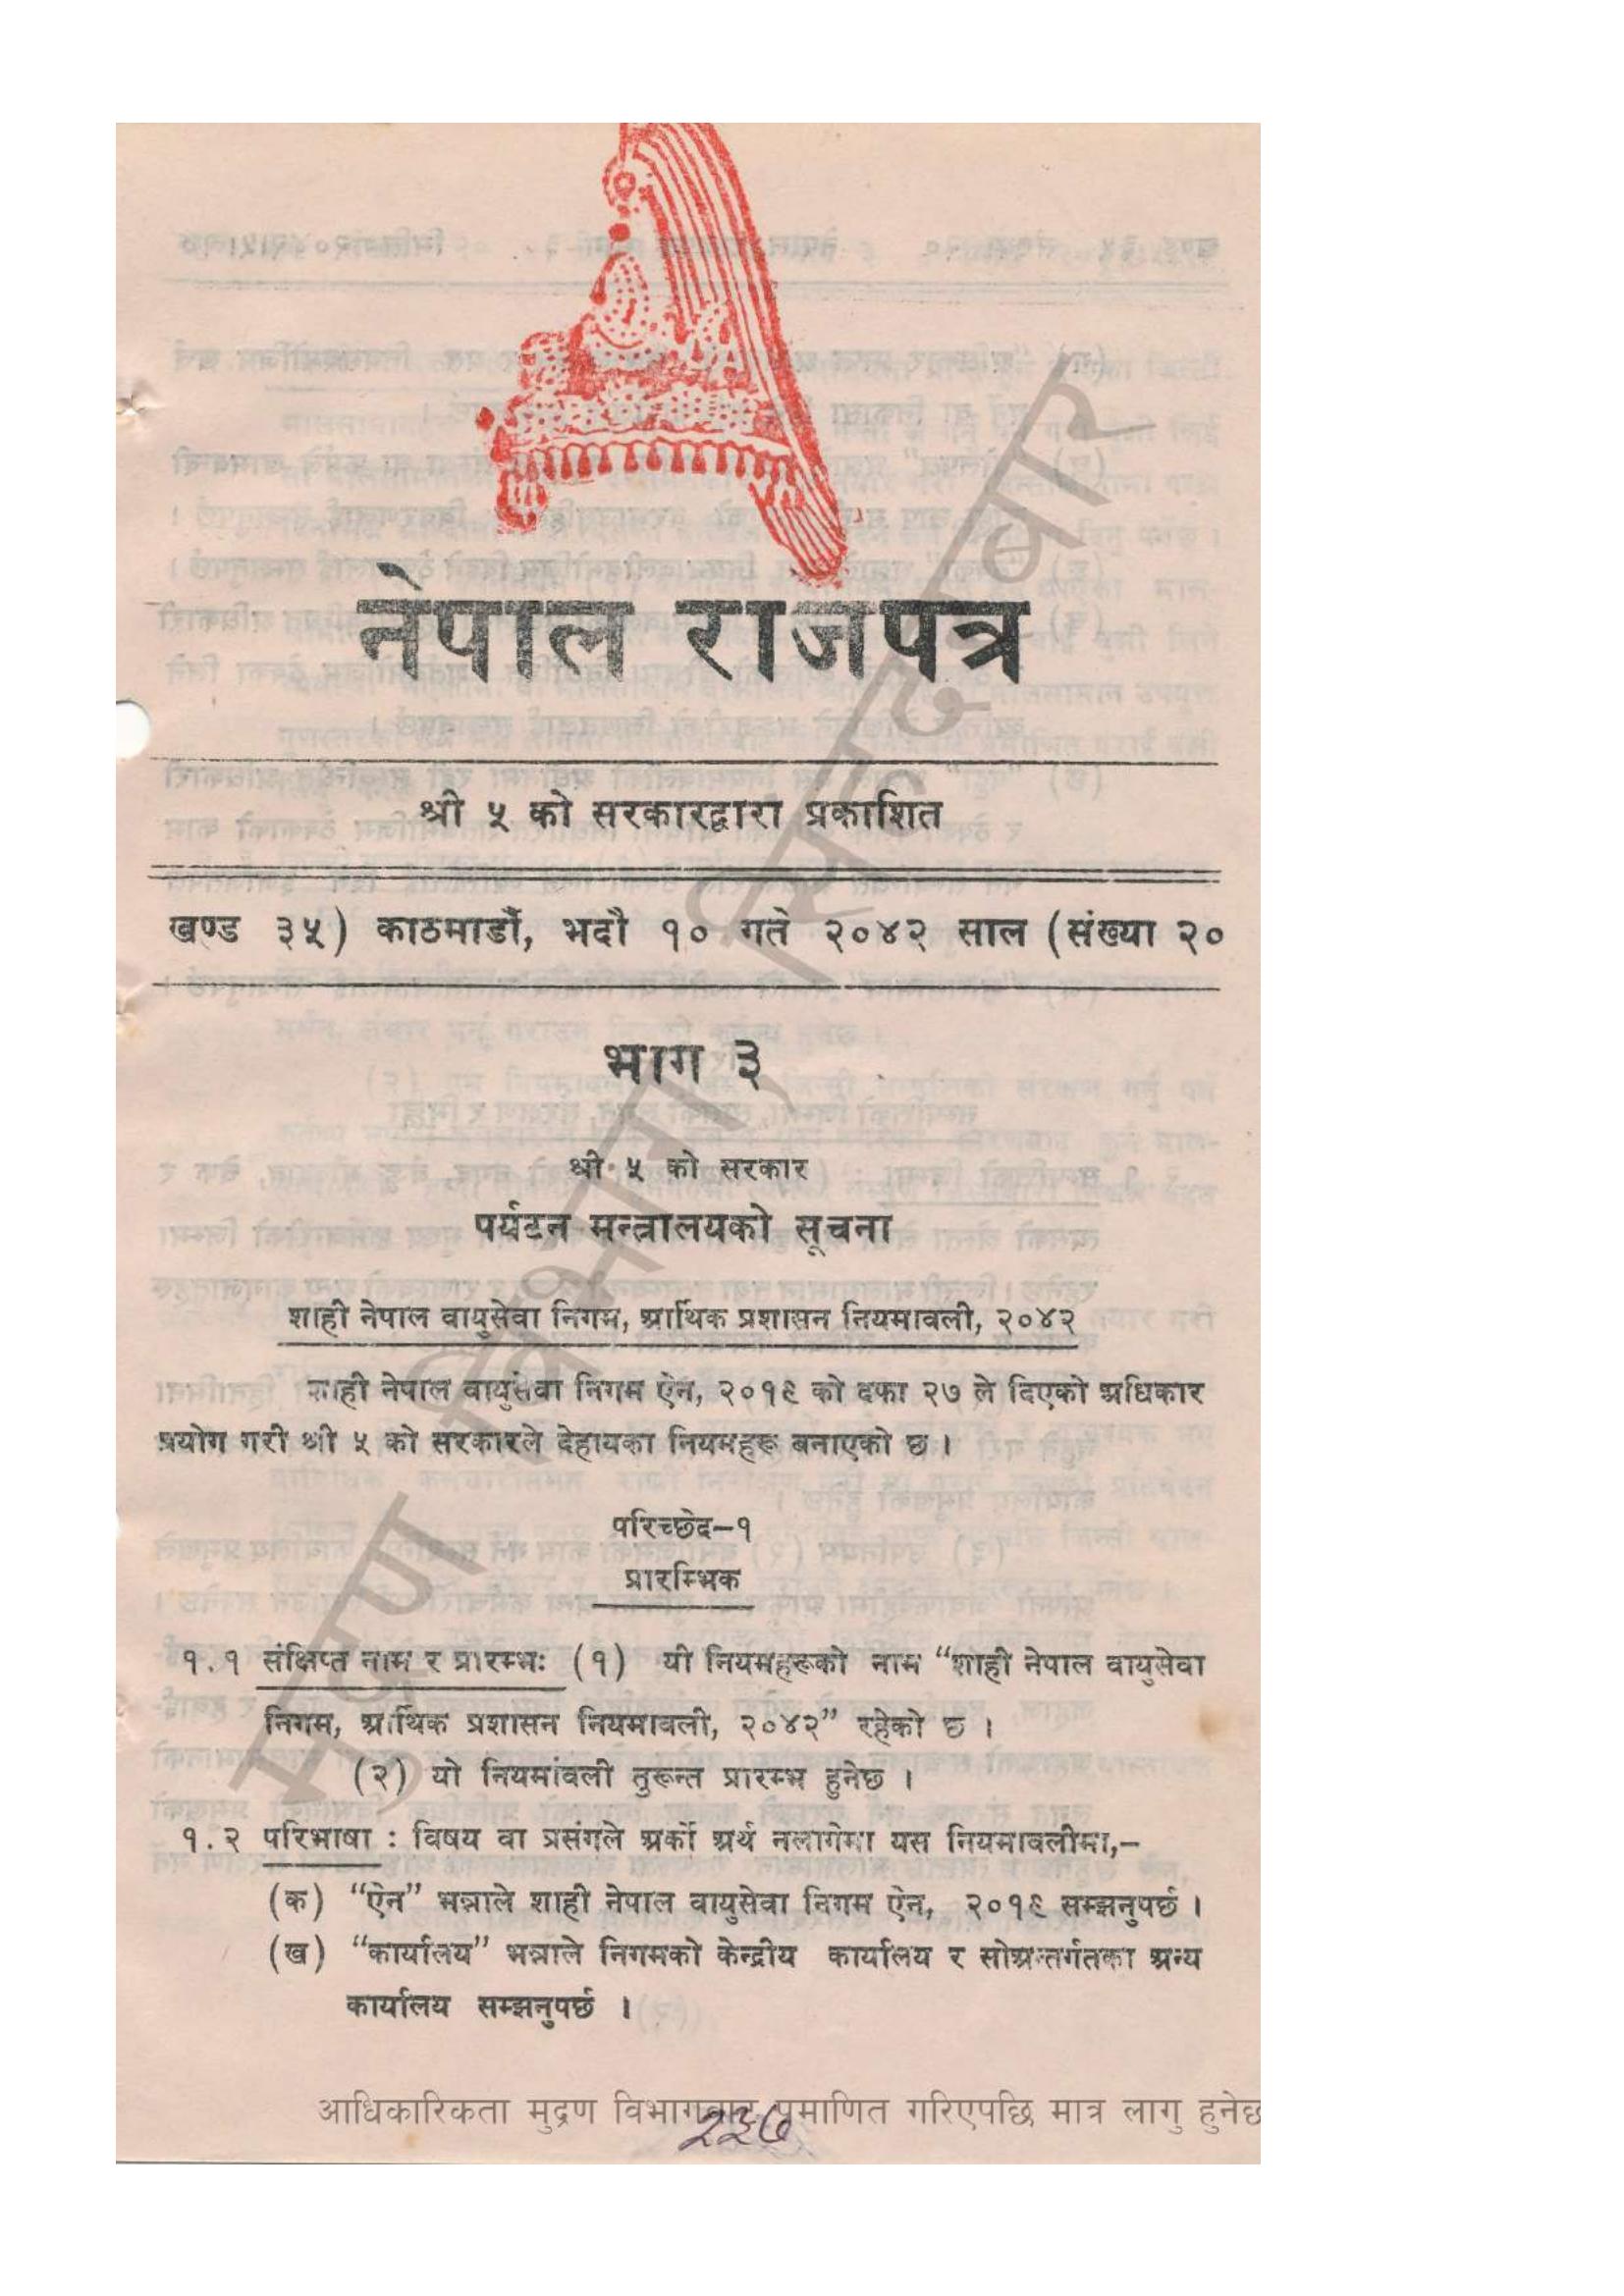 नेपाल राजपत्र
श्री ५ को सरकारद्वारा प्रकाशित
खण्ड ३५) काठमाडौं, भदौ १० गते २०४२ साल (संख्या २०
भाग ३
श्री ५ को सरकार
पर्यटन मन्त्रालयको सूचना
शाही नेपाल वायुसेवा निगम, आर्थिक प्रशासन नियमावली, २०४२
शाही नेपाल वायुसेवा निगम ऐन, २०१९ को दफा २७ ले दिएको अधिकार
प्रयोग गरी श्री ५ को सरकारले देहायका नियमहरू बनाएको छ ।
परिच्छेद–१
प्रारम्भिक
१.१ संक्षिप्त नाम र प्रारम्भः (१) यी नियमहरूको नाम “शाही नेपाल वायुसेवा
निगम, आर्थिक प्रशासन नियमावली, २०४२” रहेको छ ।
(२) यो नियमावली तुरून्त प्रारम्भ हुनेछ ।
१.२ परिभाषा : विषय वा प्रसंगले अर्को अर्थ नलागेमा यस नियमावलीमा,–
(क) “ऐन” भन्नाले शाही नेपाल वायुसेवा निगम ऐन, २०१९ सम्झनुपर्छ ।
(ख) “कार्यालय” भन्नाले निगमको केन्द्रीय कार्यालय र सोअन्तर्गतका अन्य
कार्यालय सम्झनुपर्छ ।
मुद्रण विभाग, सिंहदरबार
आधिकारिकता मुद्रण विभागबाट प्रमाणित गरिएपछि मात्र लागु हुनेछ
२३७